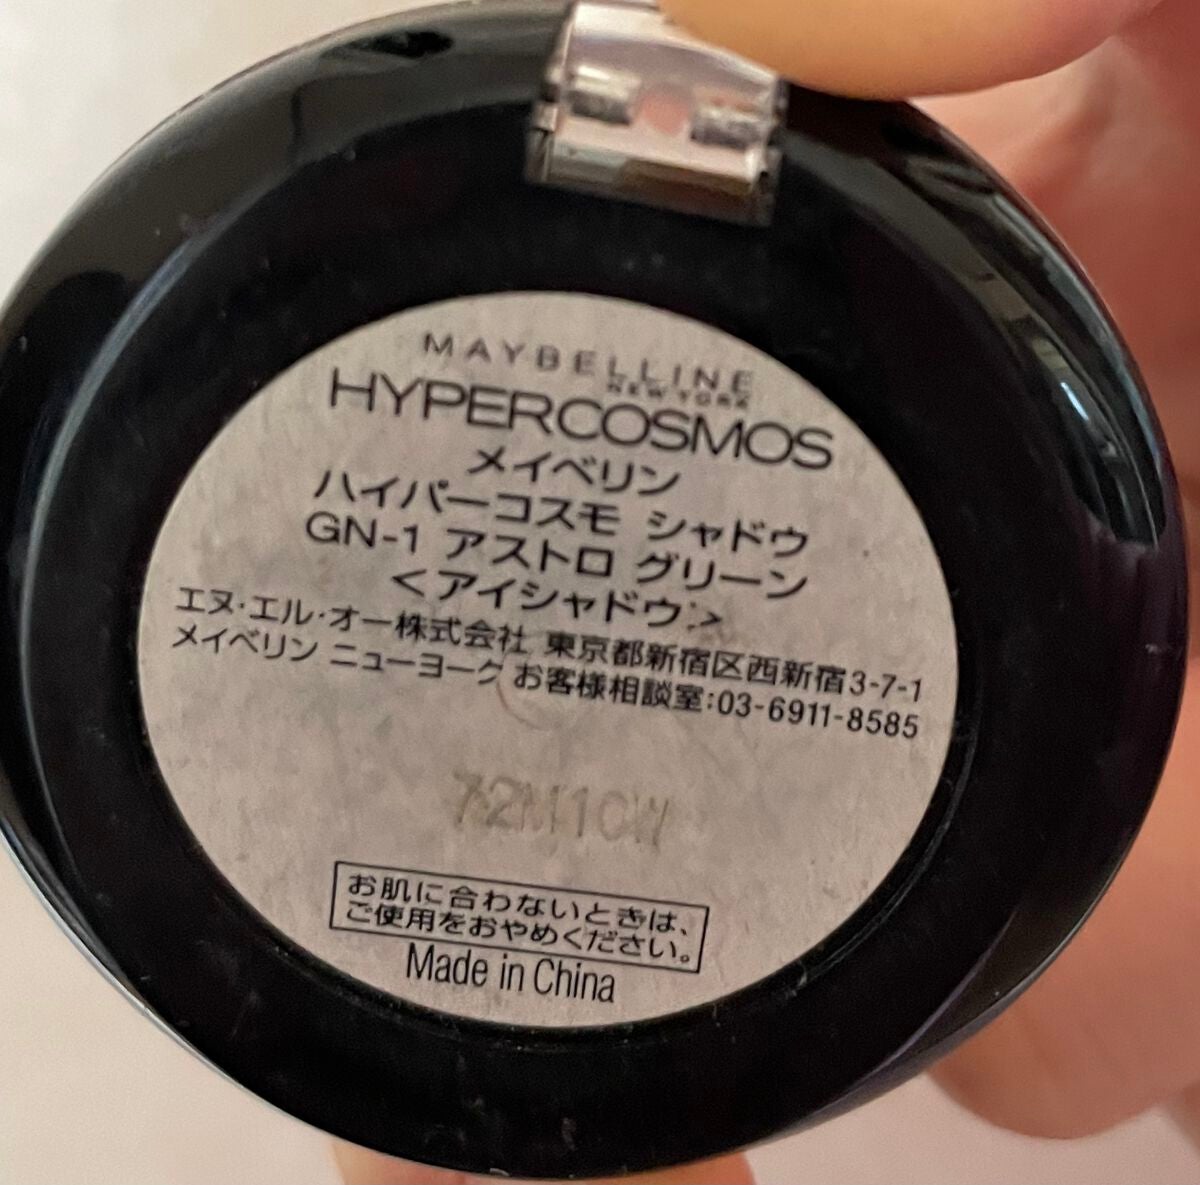 MAYBELLINE
NEW YORK
HYPERCOSMOS
メイベリン
ハイパーコスモ シャドウ
GN-1 アストロ グリーン
＜アイシャドウ＞
エヌ·エル·オー株式会社 東京都新宿区西新宿3-7-1
メイベリン ニューヨーク お客様相談室:03-6911-8585
72M10W
お肌に合わないときは、
ご使用をおやめください。
Made in China